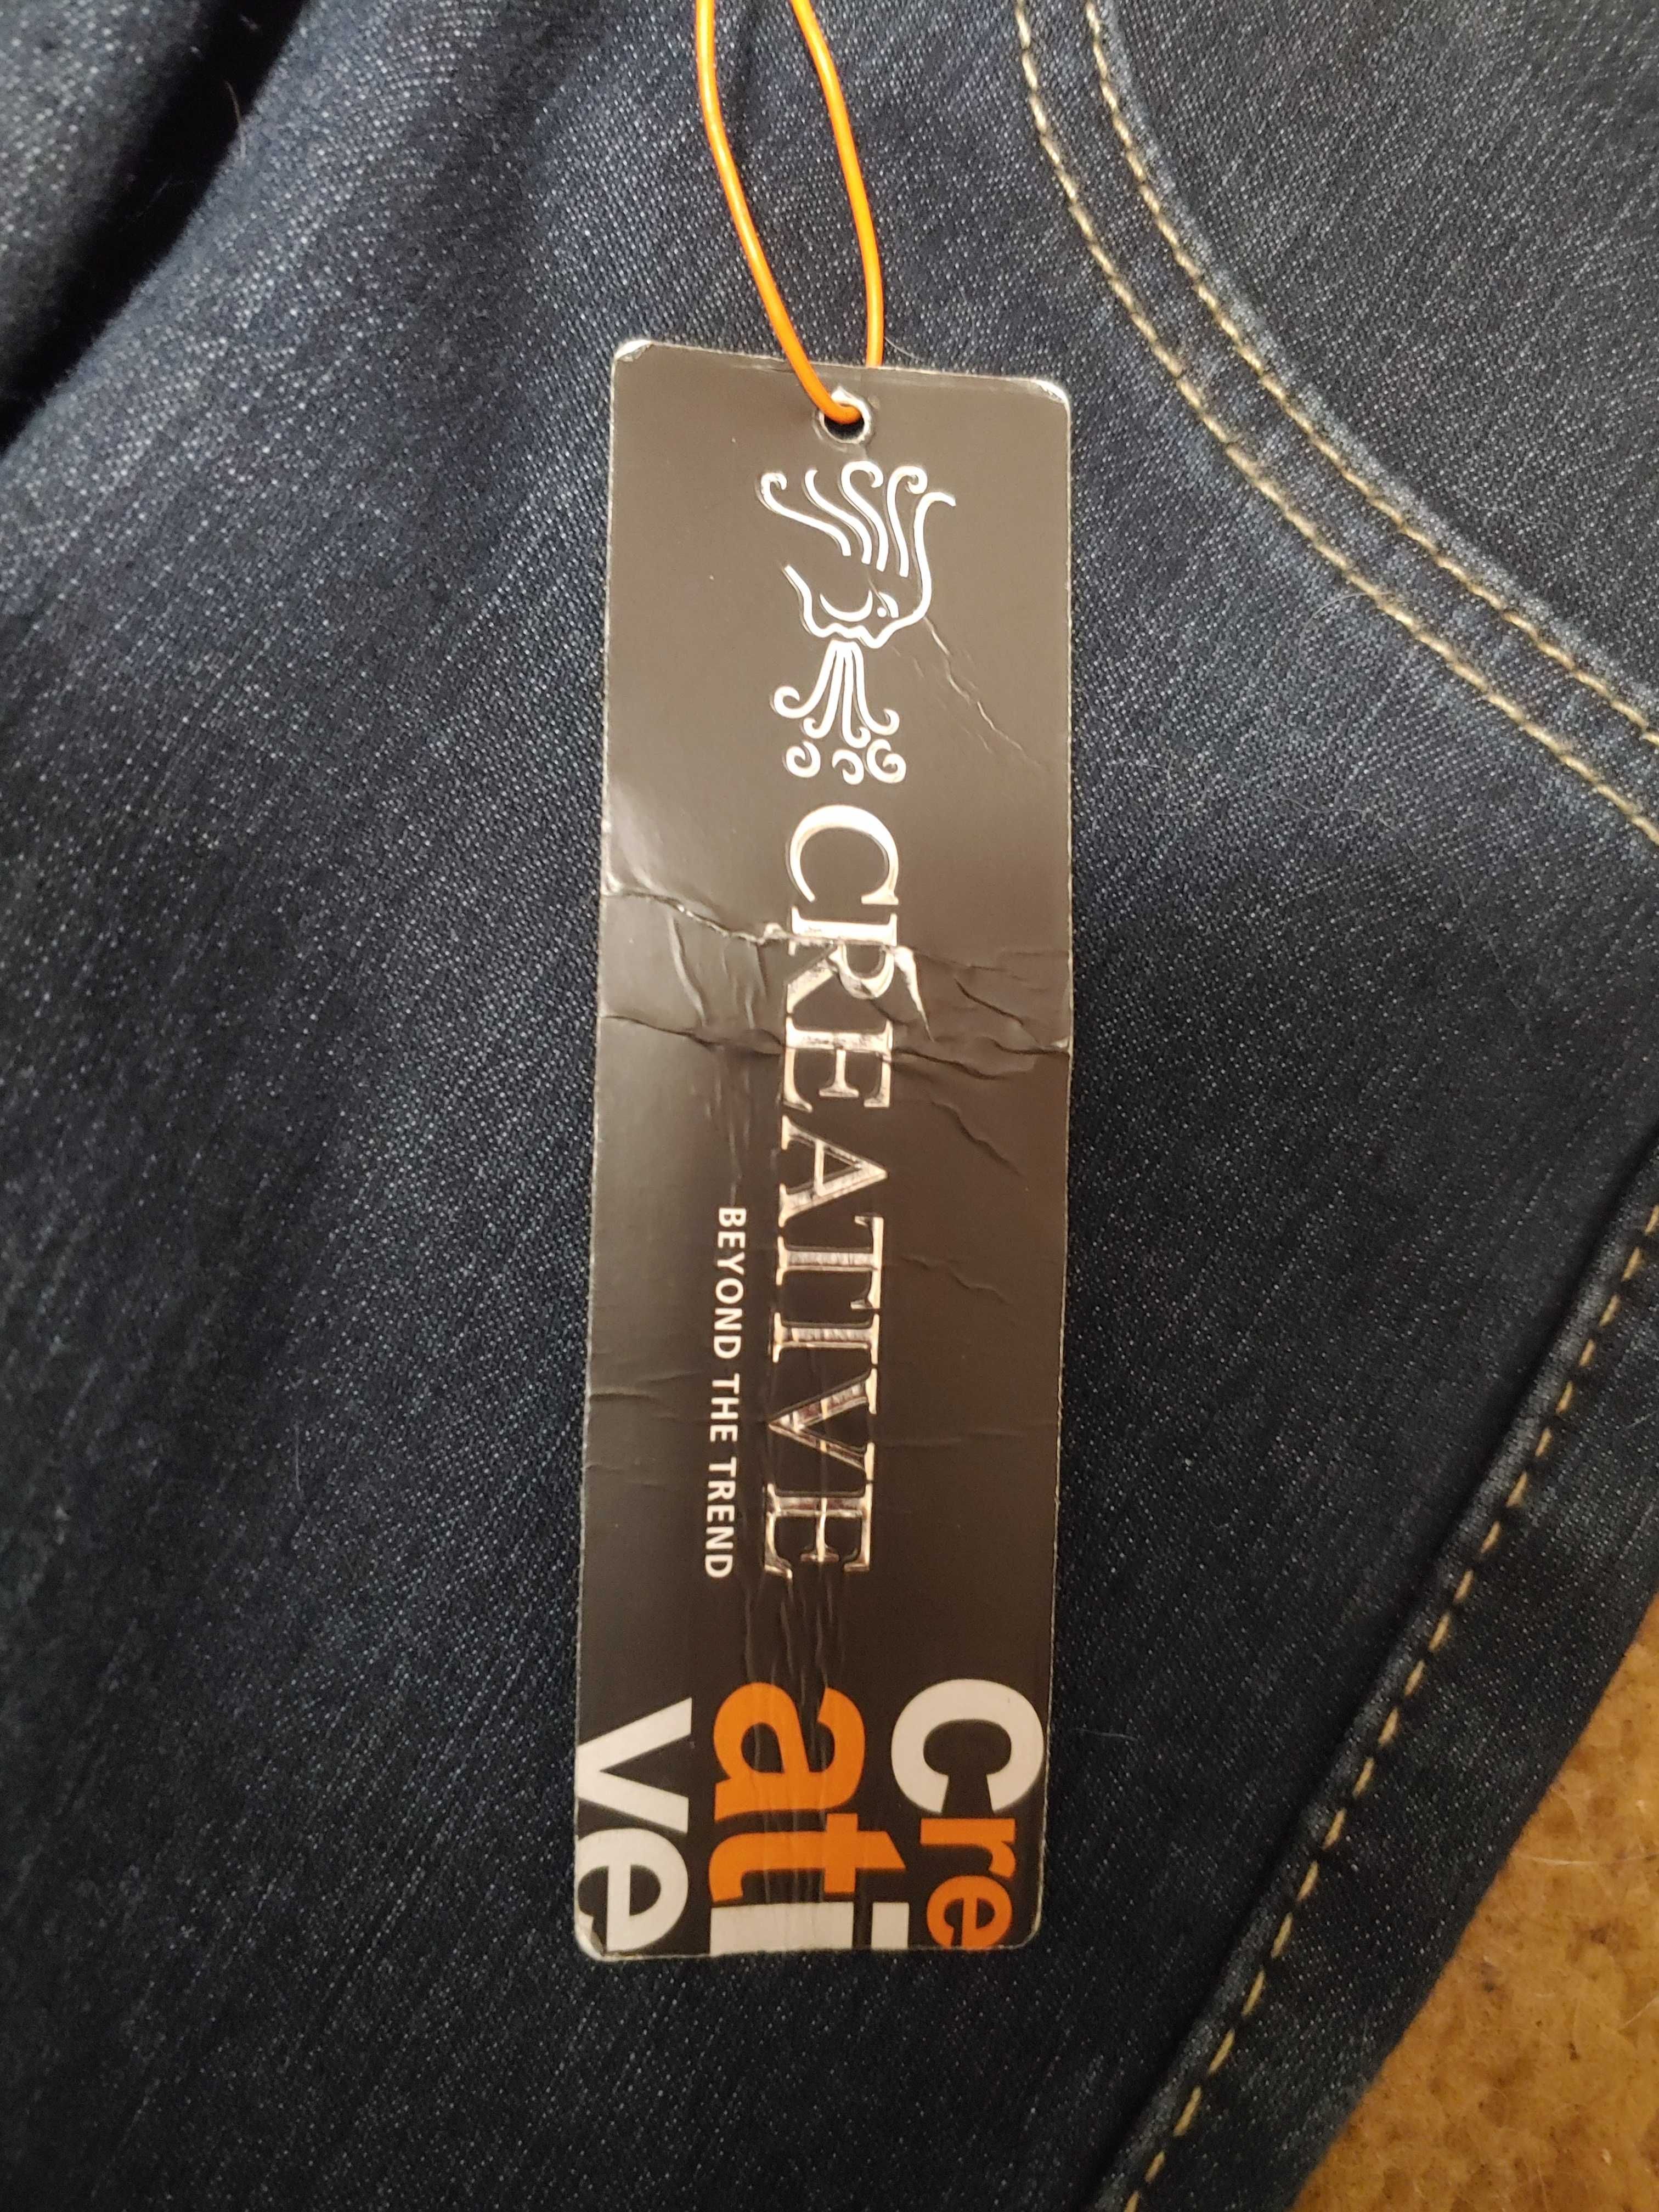 CREATIVE
BEYOND THE TREND
cre
ati
ve